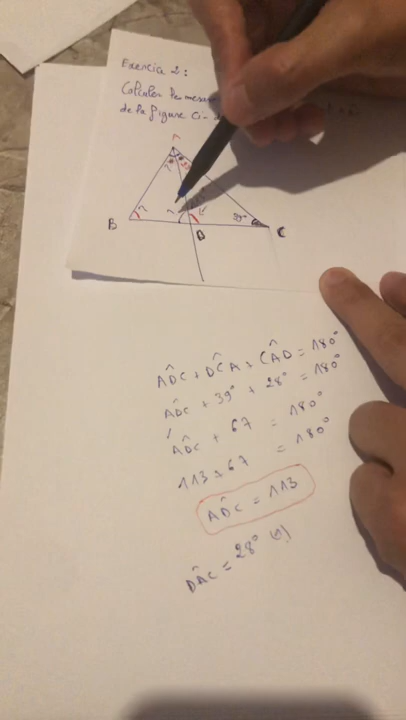 Exercice 2:
Calculer les mesures
de la figure ci-
A
?
?
?
?
39°
B
D
C
ADC + DCA + CAD = 180°
ADC + 39° + 28° = 180°
ADC + 67 = 180°
113 + 67 = 180°
ADC = 113
DAC = 28°